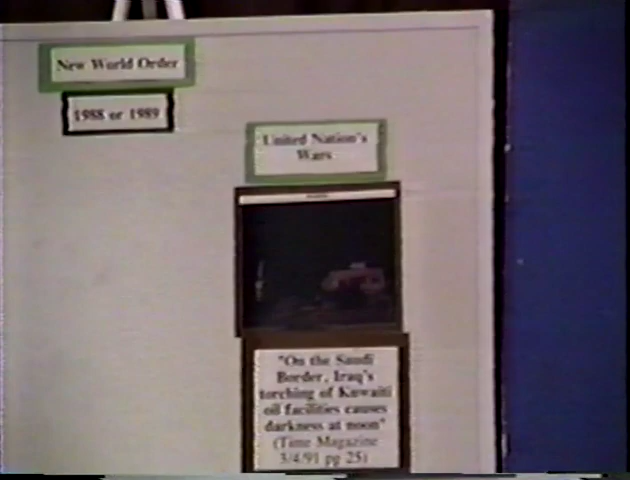 New World Order
1988 or 1989
United Nation's
Wars
"On the Saudi
Border, Iraq's
torching of Kuwaiti
oil facilities causes
darkness at noon"
(Time Magazine
3/4/91 pg 25)